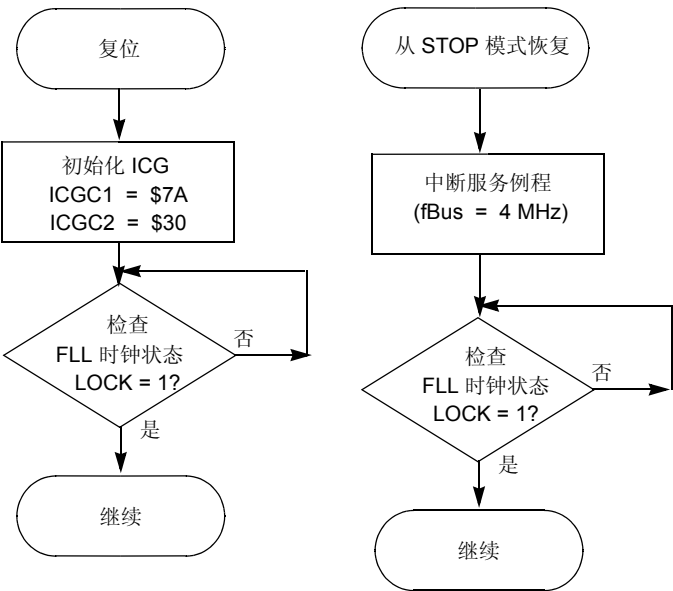 复位
初始化 ICG
ICGC1 = $7A
ICGC2 = $30
检查
FLL 时钟状态
LOCK = 1?
否
是
继续
从 STOP 模式恢复
中断服务例程
(fBus = 4 MHz)
检查
FLL 时钟状态
LOCK = 1?
否
是
继续